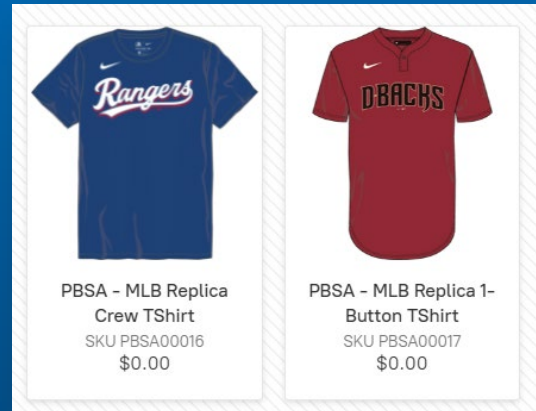 Rangers
PBSA - MLB Replica
Crew TShirt
SKU PBSA00016
$0.00
D-BACKS
PBSA - MLB Replica 1-
Button TShirt
SKU PBSA00017
$0.00